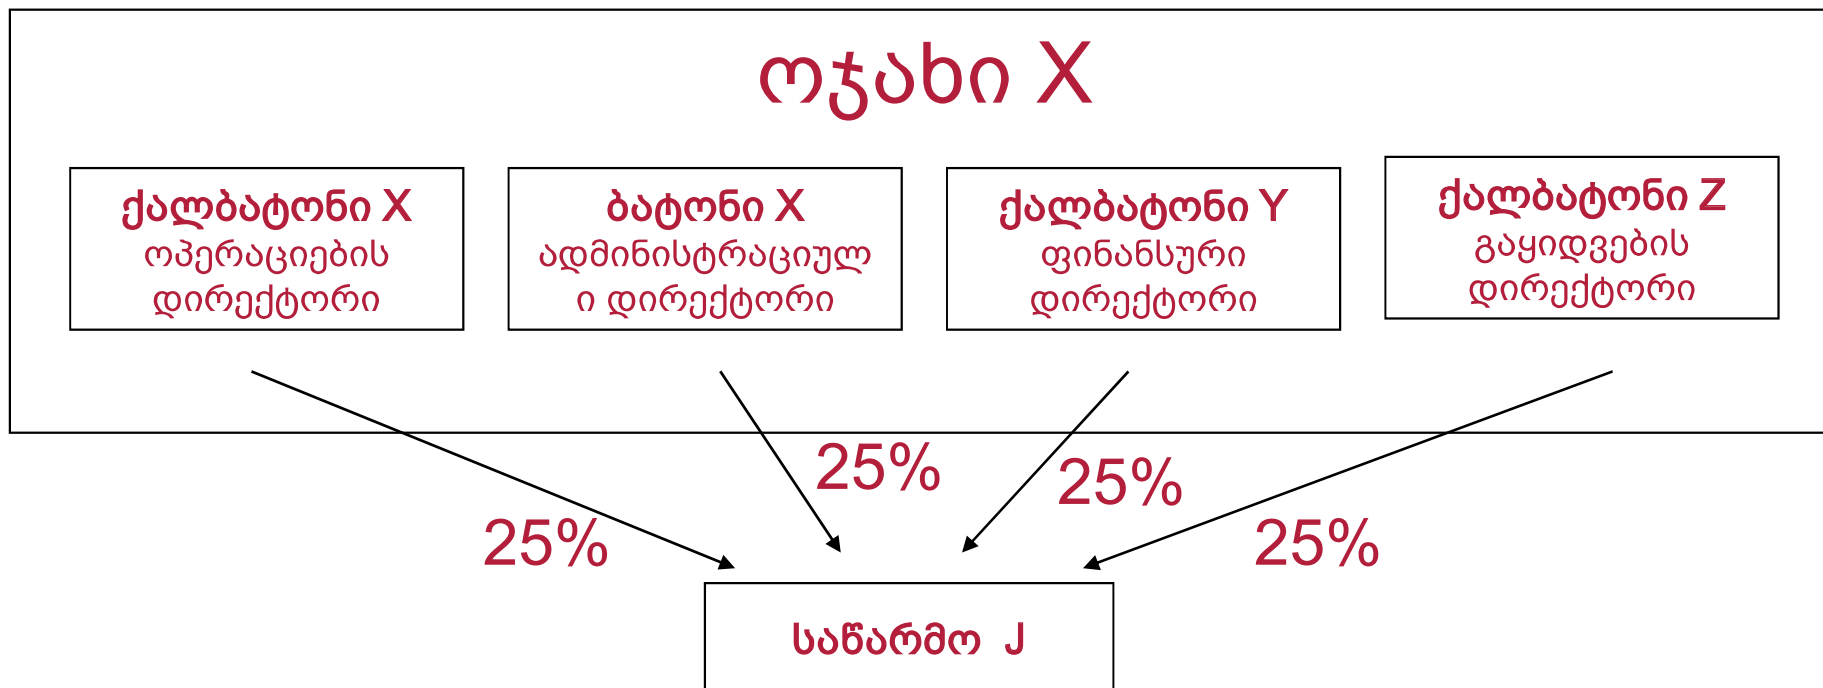 ოჯახი X
ქალბატონი X
ოპერაციების
დირექტორი
ბატონი X
ადმინისტრაციულ
ი დირექტორი
ქალბატონი Y
ფინანსური
დირექტორი
ქალბატონი Z
გაყიდვების
დირექტორი
25%
25%
25%
25%
საწარმო J